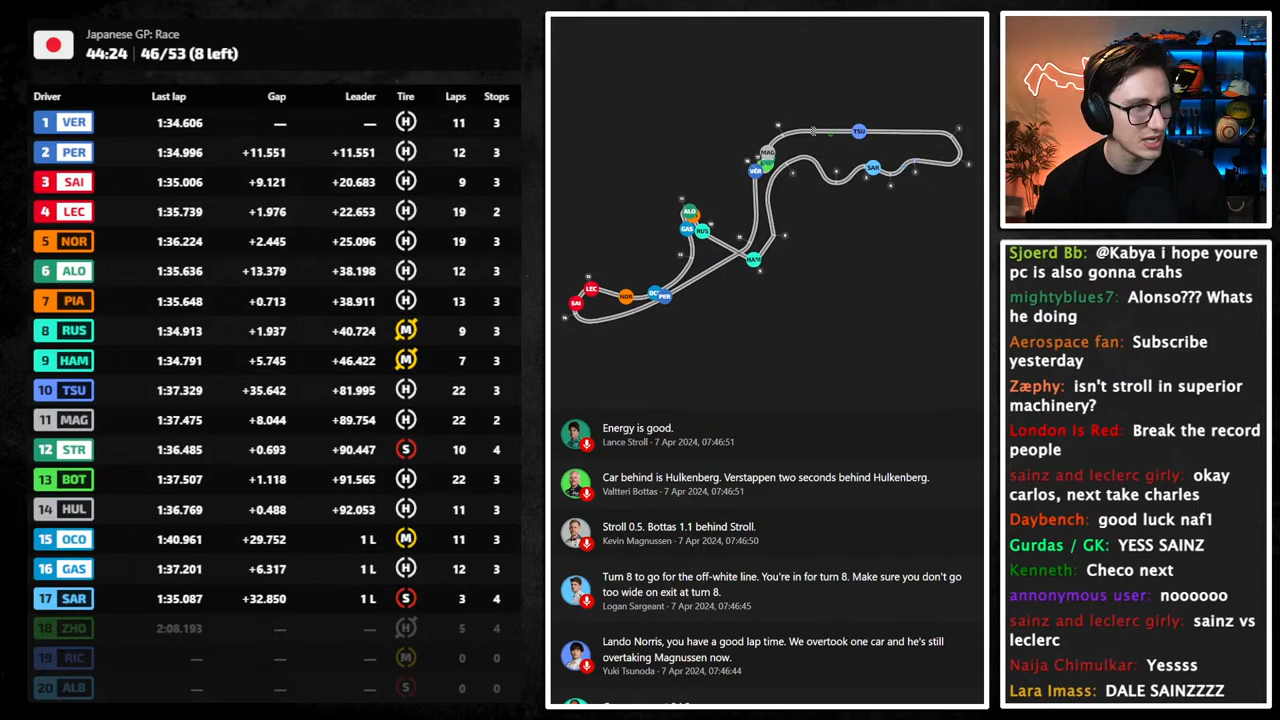 Japanese GP: Race
44:24 46/53 (8 left)
Driver Last lap Gap Leader Tire Laps Stops
1 VER 1:34.606 — — H 11 3
2 PER 1:34.996 +11.551 +11.551 H 12 3
3 SAI 1:35.006 +9.121 +20.683 H 9 3
4 LEC 1:35.739 +1.976 +22.653 H 19 2
5 NOR 1:36.224 +2.445 +25.096 H 19 3
6 ALO 1:35.636 +13.379 +38.198 H 12 3
7 PIA 1:35.648 +0.713 +38.911 H 13 3
8 RUS 1:34.913 +1.937 +40.724 M 9 3
9 HAM 1:34.791 +5.745 +46.422 M 7 3
10 TSU 1:37.329 +35.642 +81.995 H 22 3
11 MAG 1:37.475 +8.044 +89.754 H 22 2
12 STR 1:36.485 +0.693 +90.447 S 10 4
13 BOT 1:37.507 +1.118 H 22 3
14 HUL 1:36.769 +0.488 +92.053 H 11 3
15 OCO 1:40.961 +29.752 1 L M 11 3
16 GAS 1:37.201 +6.317 1 L H 12 3
17 SAR 1:35.087 +32.850 1 L S 3 4
18 ZHO 2:08.193 — — H 5 4
19 RIC — — — M 0 0
20 ALB — — — S 0 0
TSU
MAG
VER
SAR
ALO
GAS
RUS
HAM
LEC
SAI
NOR
OCO
PER
Energy is good.
Lance Stroll - 7 Apr 2024, 07:46:51
Car behind is Hulkenberg. Verstappen two seconds behind Hulkenberg.
Valtteri Bottas - 7 Apr 2024, 07:46:51
Stroll 0.5. Bottas 1.1 behind Stroll.
Kevin Magnussen - 7 Apr 2024, 07:46:50
Turn 8 to go for the off-white line. You're in for turn 8. Make sure you don't go
too wide on exit at turn 8.
Logan Sargeant - 7 Apr 2024, 07:46:45
Lando Norris, you have a good lap time. We overtook one car and he's still
overtaking Magnussen now.
Yuki Tsunoda - 7 Apr 2024, 07:46:44
Sjoerd Bb: @Kabya i hope youre
pc is also gonna crahs
mightyblues7: Alonso??? Whats
he doing
Aerospace fan: Subscribe
yesterday
Zæphy: isn't stroll in superior
machinery?
London Is Red: Break the record
people
sainz and leclerc girly: okay
carlos, next take charles
Daybench: good luck naf1
Gurdas / GK: YESS SAINZ
Kenneth: Checo next
annonymous user: noooooo
sainz and leclerc girly: sainz vs
leclerc
Naija Chimulkar: Yessss
Lara Imass: DALE SAINZZZZ